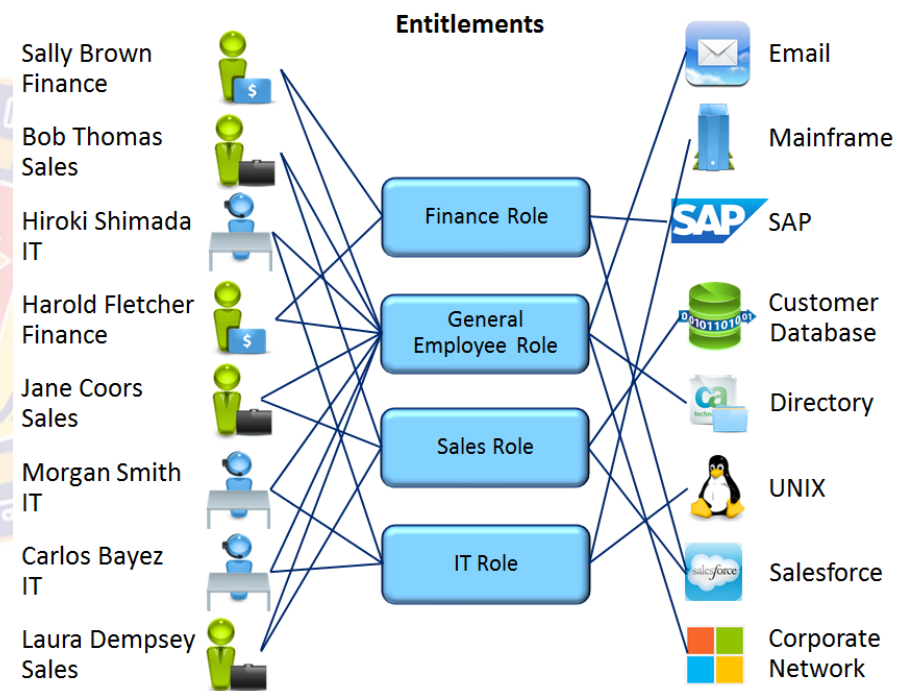 Entitlements
Sally Brown
Finance
$
Bob Thomas
Sales
Hiroki Shimada
IT
Harold Fletcher
Finance
$
Jane Coors
Sales
Morgan Smith
IT
Carlos Bayez
IT
Laura Dempsey
Sales
Finance Role
General
Employee Role
Sales Role
IT Role
Email
Mainframe
SAP
SAP
Customer
Database
Directory
ca
UNIX
salesforce
Salesforce
Corporate
Network